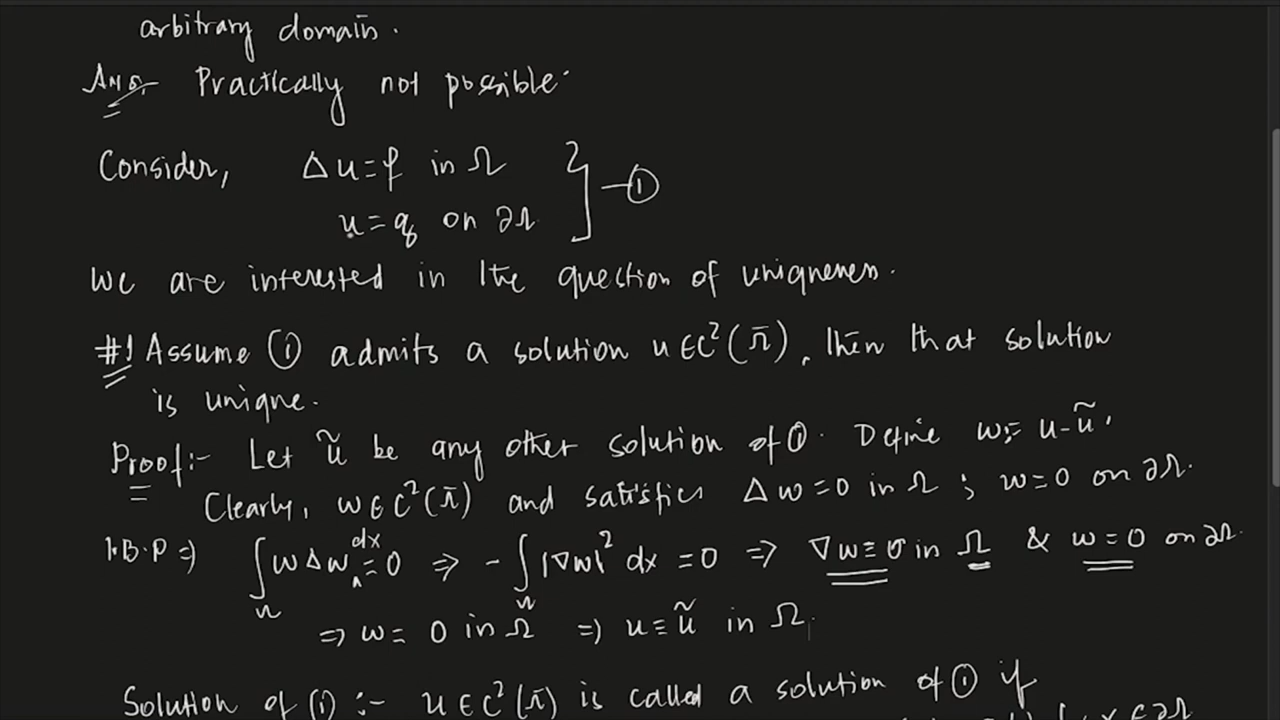 arbitrary domain.
Ans:- Practically not possible.
Consider, Δu = f in Ω
u = g on ∂Ω } — ①
We are interested in the question of uniqueness.
#! Assume ① admits a solution u ∈ C²(Ω̄), then that solution
is unique.
Proof:- Let ũ be any other solution of ①. Define w := u - ũ.
Clearly, w ∈ C²(Ω̄) and satisfies Δw = 0 in Ω ; w = 0 on ∂Ω.
I.B.P ⇒) ∫_Ω w Δw dx = 0 ⇒ - ∫_Ω |∇w|² dx = 0 ⇒ ∇w ≡ 0 in Ω & w = 0 on ∂Ω.
⇒ w = 0 in Ω ⇒) u ≡ ũ in Ω
Solution of ① :- u ∈ C²(Ω̄) is called a solution of ① if
x ∈ ∂Ω